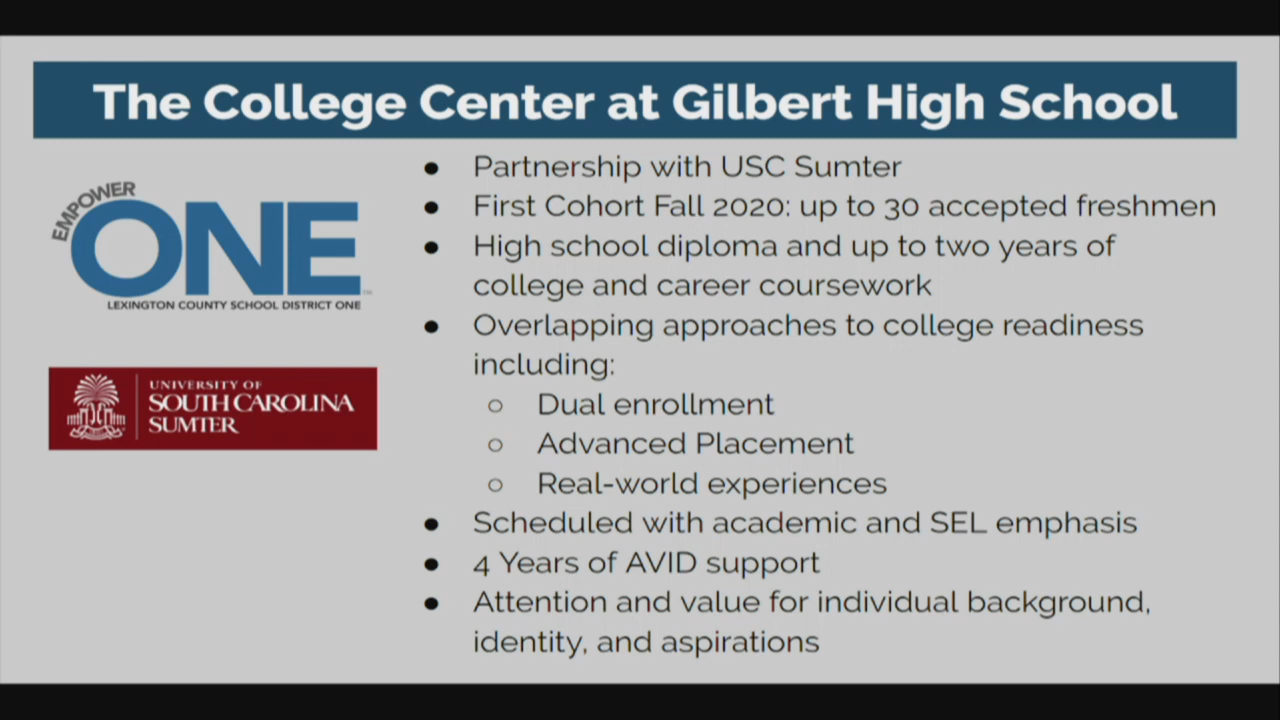 The College Center at Gilbert High School
EMPOWER
ONE
LEXINGTON COUNTY SCHOOL DISTRICT ONE
UNIVERSITY OF
SOUTH CAROLINA
SUMTER
● Partnership with USC Sumter
● First Cohort Fall 2020: up to 30 accepted freshmen
● High school diploma and up to two years of
college and career coursework
● Overlapping approaches to college readiness
including:
○ Dual enrollment
○ Advanced Placement
○ Real-world experiences
● Scheduled with academic and SEL emphasis
● 4 Years of AVID support
● Attention and value for individual background,
identity, and aspirations